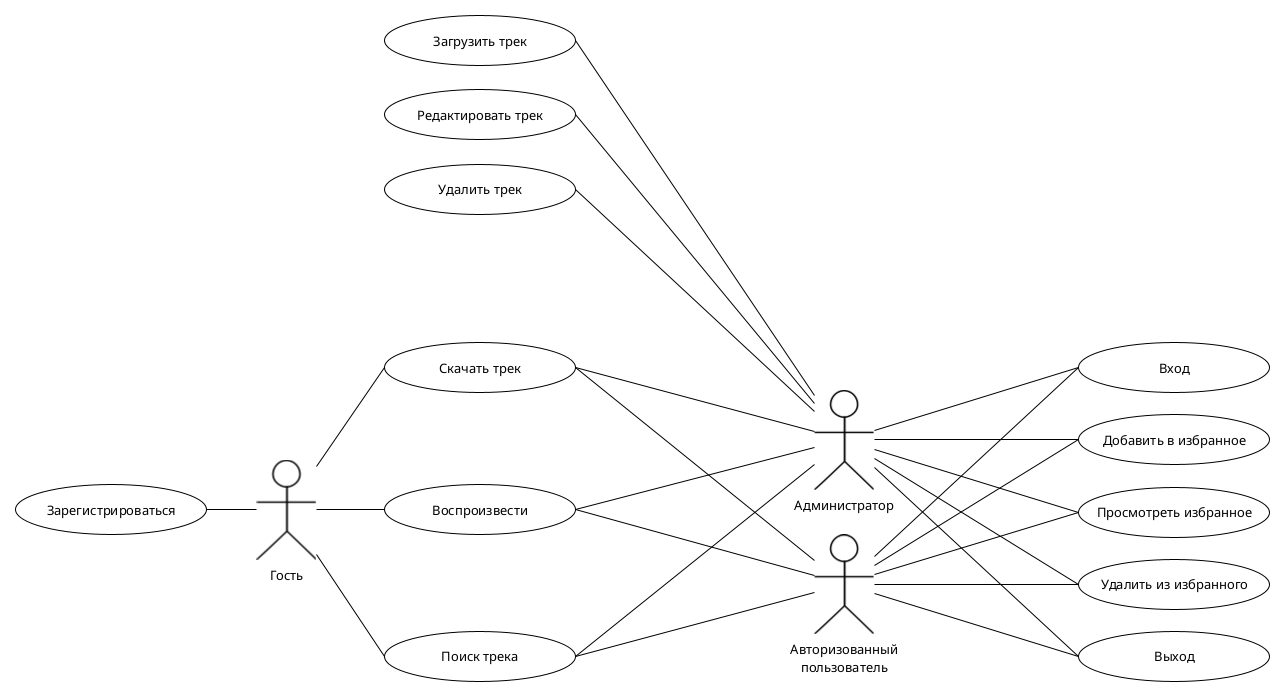 Загрузить трек
Редактировать трек
Удалить трек
Скачать трек
Вход
Добавить в избранное
Администратор
Зарегистрироваться
Воспроизвести
Просмотреть избранное
Гость
Удалить из избранного
Авторизованный
пользователь
Поиск трека
Выход